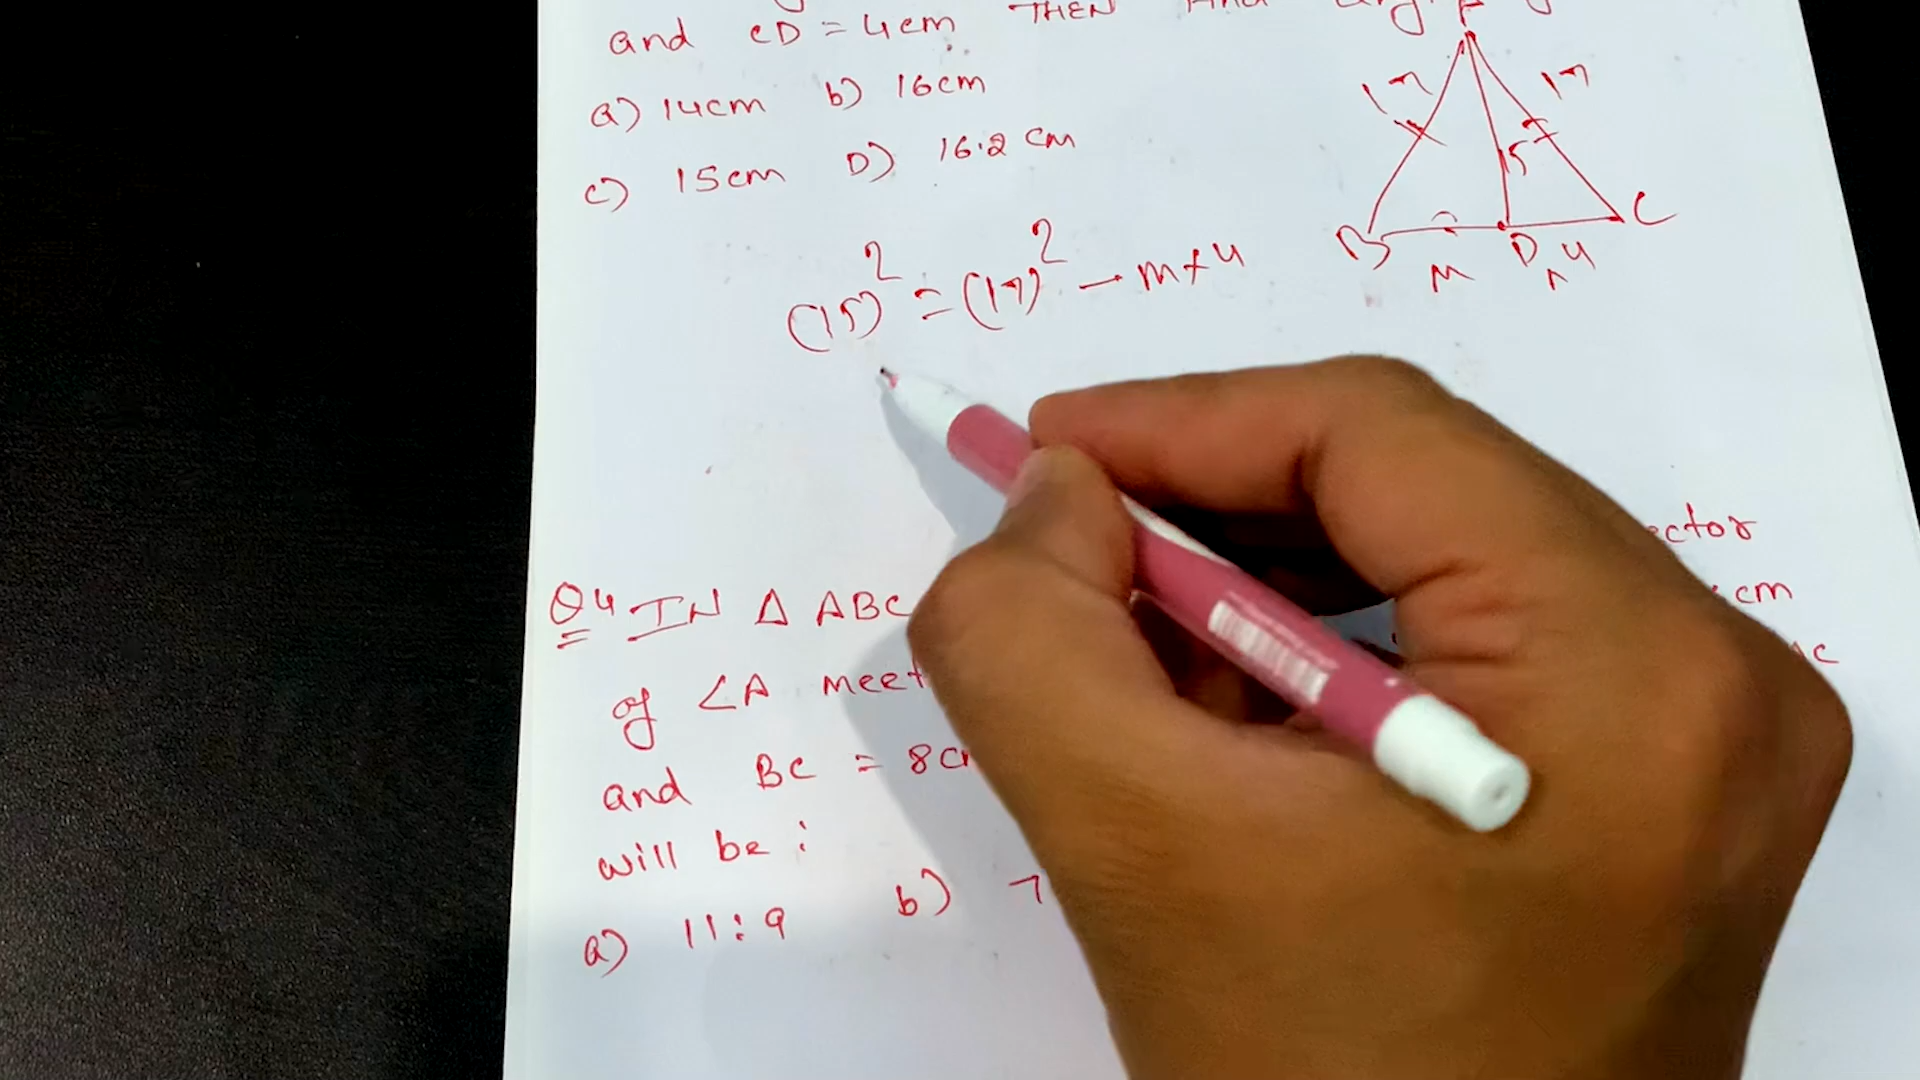 and CD = 4cm THEN
a) 14cm b) 16cm
c) 15cm D) 16.2 cm
17 17
15
B D C
M n 4
(15)² = (17)² - m×4
ector
Q4 IN Δ ABC cm
of ∠A meet AC
and BC = 8c
will be :
a) 11:9 b) 7